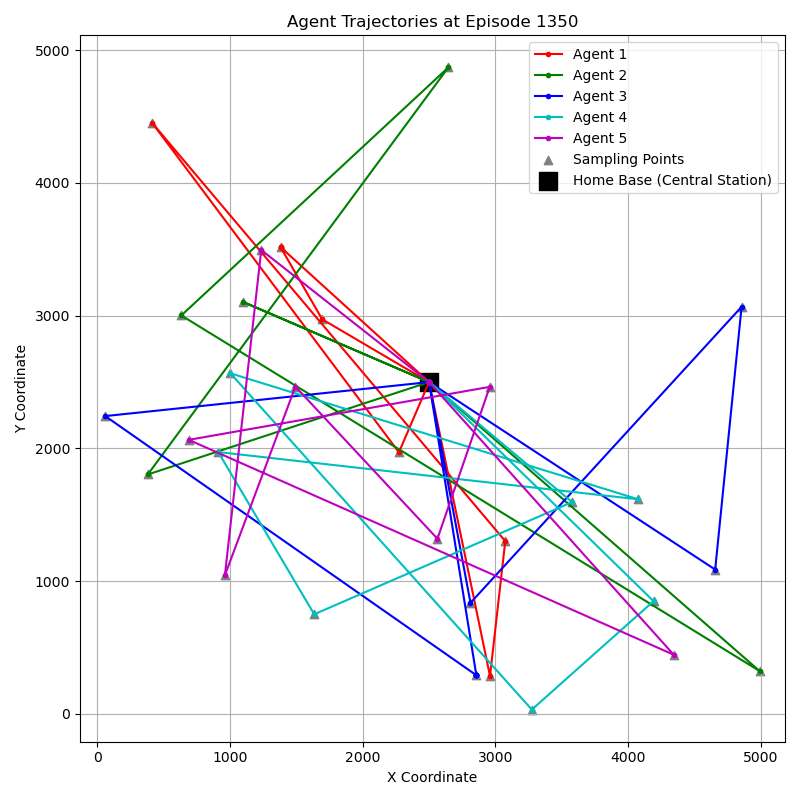 Agent Trajectories at Episode 1350
Agent 1
Agent 2
Agent 3
Agent 4
Agent 5
Sampling Points
Home Base (Central Station)
Y Coordinate
5000
4000
3000
2000
1000
0
0 1000 2000 3000 4000 5000
X Coordinate